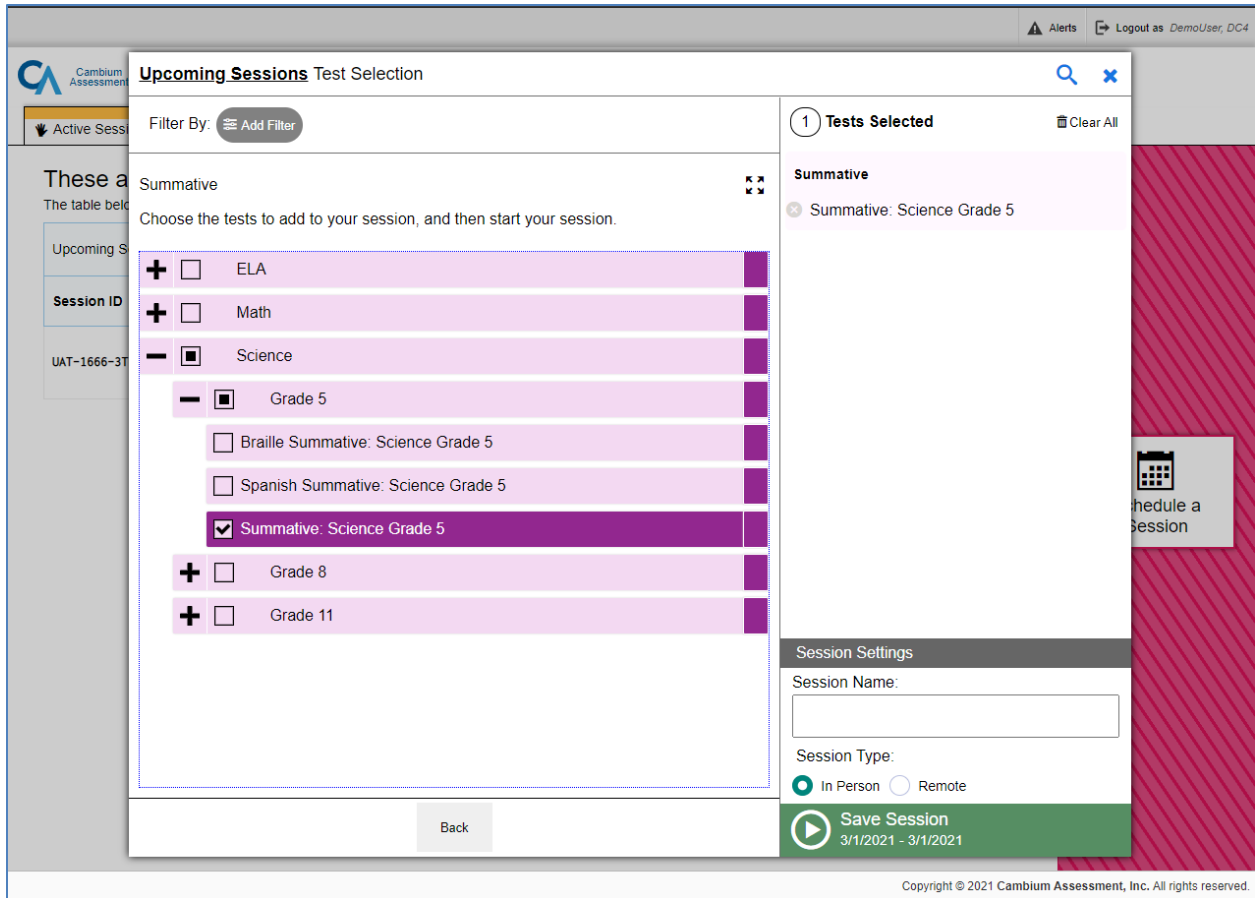 Alerts
Logout as DemoUser, DC4
CA Cambium
Assessment
Upcoming Sessions Test Selection
Active Sessi
Filter By: Add Filter
1 Tests Selected
Clear All
These a
The table belo
Upcoming S
Session ID
UAT-1666-3T
Summative
Choose the tests to add to your session, and then start your session.
ELA
Math
Science
Grade 5
Braille Summative: Science Grade 5
Spanish Summative: Science Grade 5
Summative: Science Grade 5
Grade 8
Grade 11
Back
Summative
Summative: Science Grade 5
Session Settings
Session Name:
Session Type:
In Person Remote
Save Session
3/1/2021 - 3/1/2021
hedule a
Session
Copyright © 2021 Cambium Assessment, Inc. All rights reserved.